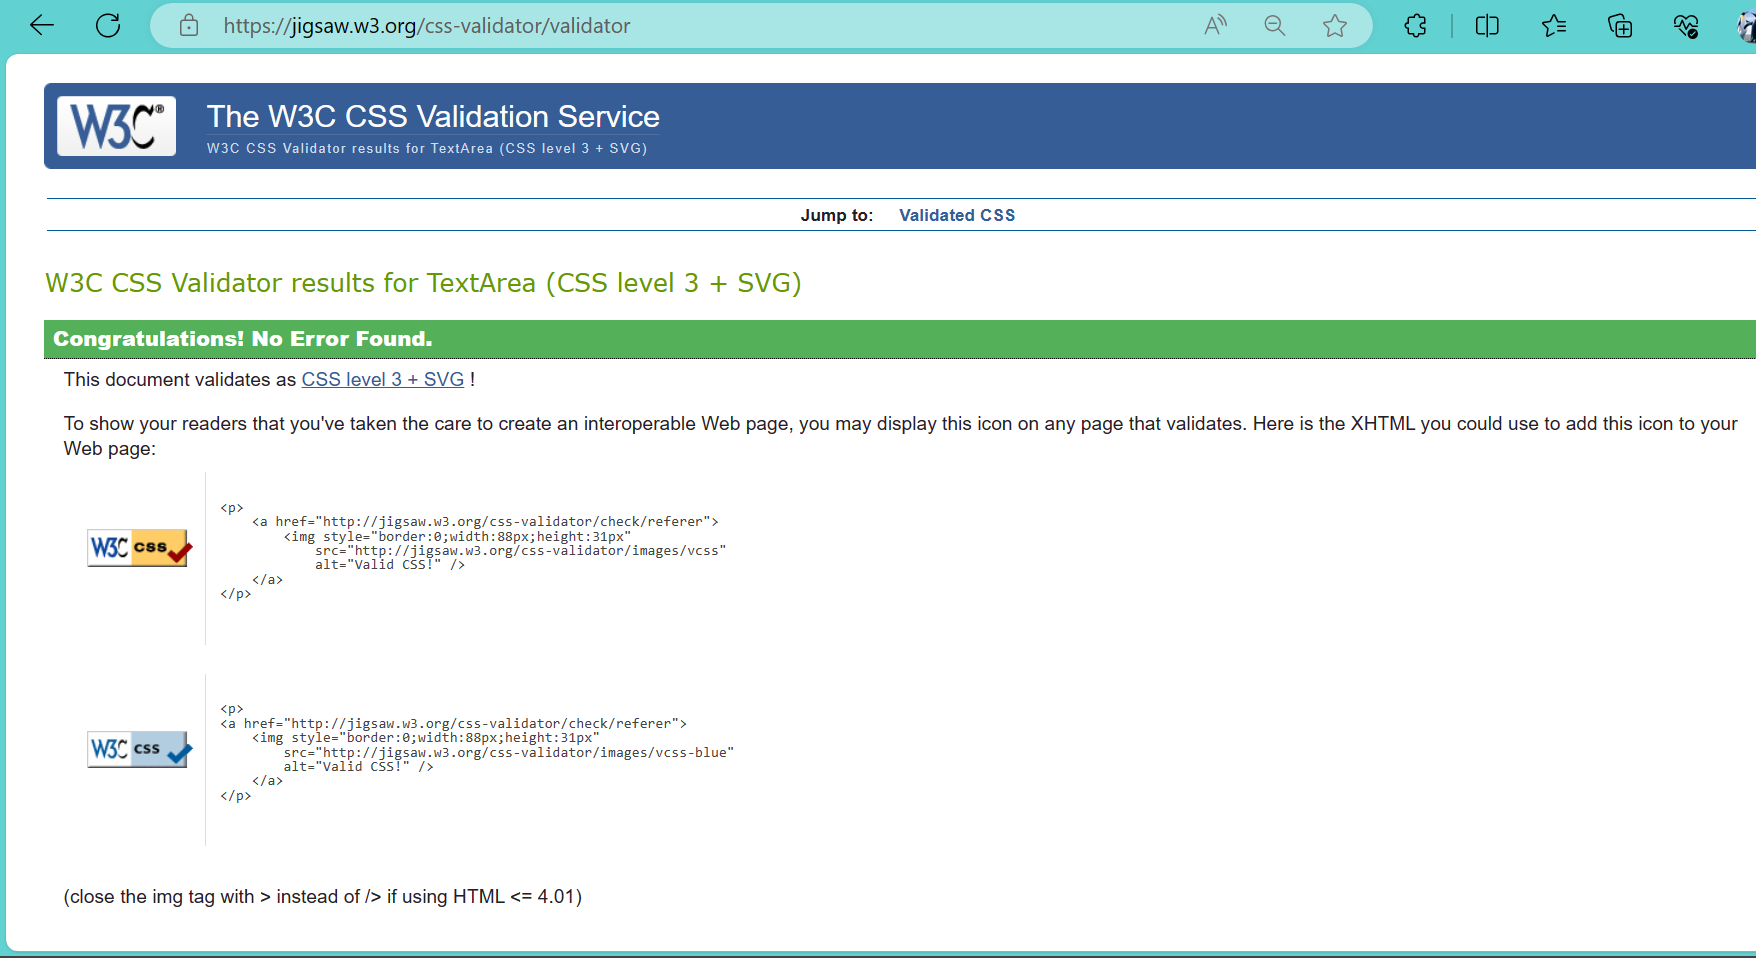 https://jigsaw.w3.org/css-validator/validator
W3C®
The W3C CSS Validation Service
W3C CSS Validator results for TextArea (CSS level 3 + SVG)
Jump to: Validated CSS
W3C CSS Validator results for TextArea (CSS level 3 + SVG)
Congratulations! No Error Found.
This document validates as CSS level 3 + SVG !
To show your readers that you've taken the care to create an interoperable Web page, you may display this icon on any page that validates. Here is the XHTML you could use to add this icon to your
Web page:
W3C css
<p>
    <a href="http://jigsaw.w3.org/css-validator/check/referer">
        <img style="border:0;width:88px;height:31px"
            src="http://jigsaw.w3.org/css-validator/images/vcss"
            alt="Valid CSS!" />
    </a>
</p>
W3C css
<p>
<a href="http://jigsaw.w3.org/css-validator/check/referer">
    <img style="border:0;width:88px;height:31px"
        src="http://jigsaw.w3.org/css-validator/images/vcss-blue"
        alt="Valid CSS!" />
    </a>
</p>
(close the img tag with > instead of /> if using HTML <= 4.01)